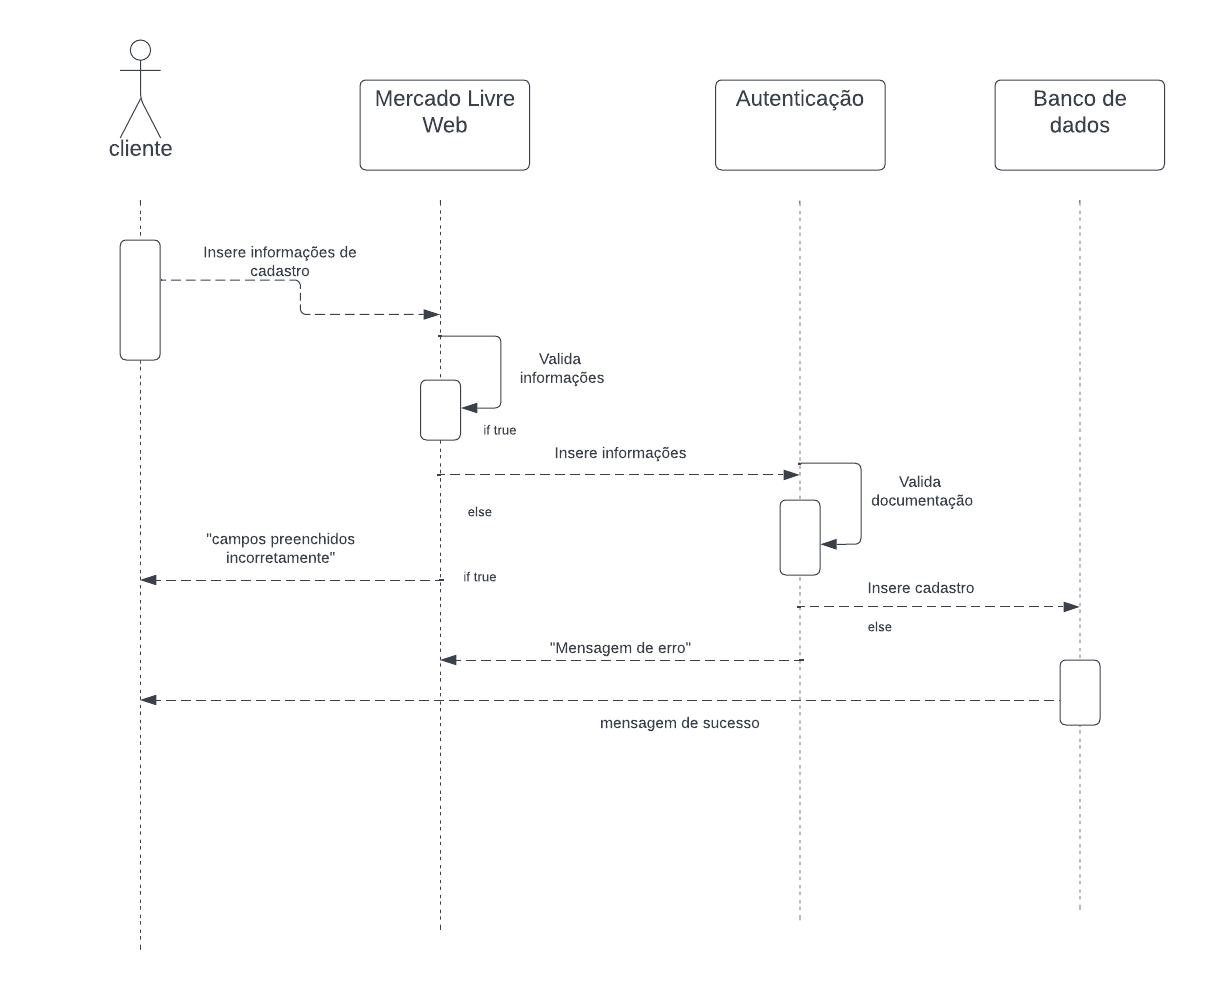 cliente
Mercado Livre
Web
Autenticação
Banco de
dados
Insere informações de
cadastro
Valida
informações
if true
Insere informações
Valida
documentação
else
"campos preenchidos
incorretamente"
if true
Insere cadastro
else
"Mensagem de erro"
mensagem de sucesso